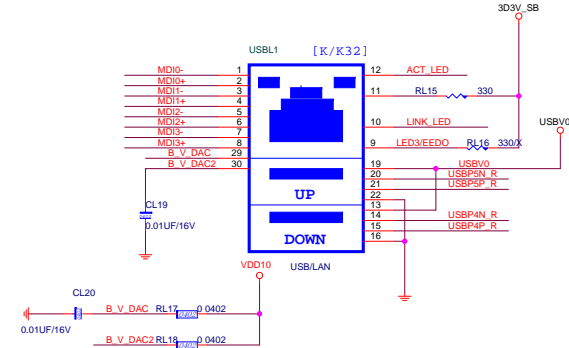 3D3V_SB
USBL1 [K/K32]
MDI0- 1 12 ACT_LED
MDI0+ 2
MDI1- 3 11 RL15 330
MDI1+ 4
MDI2- 5
MDI2+ 6 10 LINK_LED USBV0
MDI3- 7
MDI3+ 8 9 LED3/EEDO RL16 330/X
B_V_DAC 29
B_V_DAC2 30 19 USBV0
20 USBP5N_R
21 USBP5P_R
UP 22
13
CL19 14 USBP4N_R
0.01UF/16V 15 USBP4P_R
DOWN 16
VDD10 USB/LAN
CL20
B_V_DAC RL17 0 0402
0.01UF/16V
B_V_DAC2 RL18 0 0402